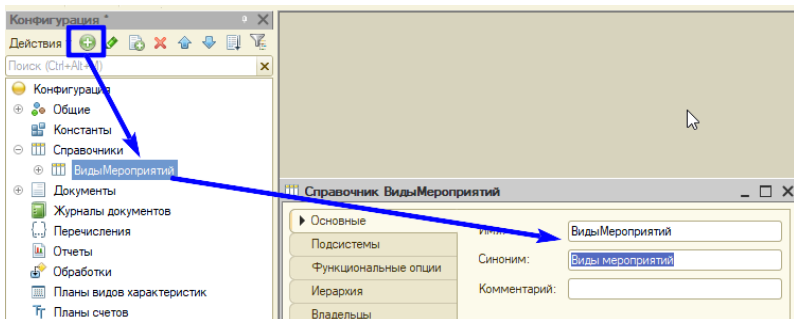 Конфигурация *
Действия
Поиск (Ctrl+Alt+M)
Конфигурация
Общие
Константы
Справочники
ВидыМероприятий
Документы
Журналы документов
Перечисления
Отчеты
Обработки
Планы видов характеристик
Планы счетов
Справочник ВидыМероприятий
Основные
Подсистемы
Функциональные опции
Иерархия
Владельцы
Имя:
ВидыМероприятий
Синоним:
Виды мероприятий
Комментарий: